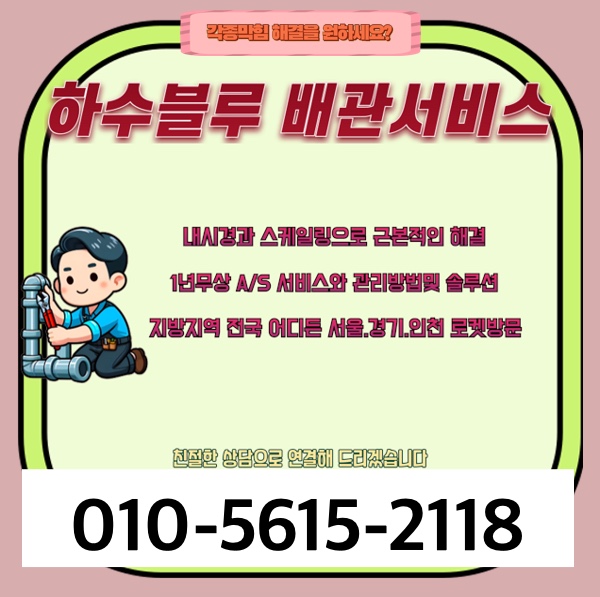 각종막힘 해결을 원하세요?
하수블루 배관서비스
내시경과 스케일링으로 근본적인 해결
1년무상 A/S 서비스와 관리방법및 솔루션
지방지역 전국 어디든 서울.경기.인천 로켓방문
친절한 상담으로 연결해 드리겠습니다
010-5615-2118